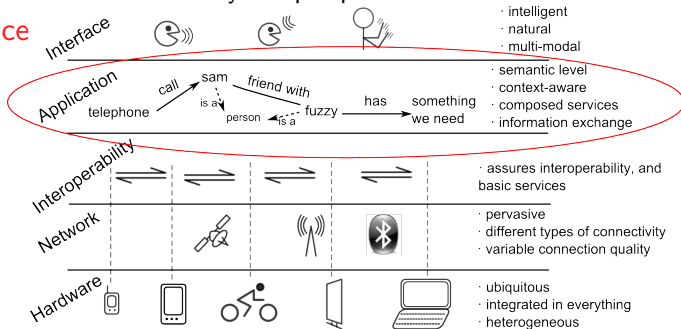 ce
Interface
· intelligent
· natural
· multi-modal
Application
telephone
call
sam
friend with
is a
person
is a
fuzzy
has
something
we need
· semantic level
· context-aware
· composed services
· information exchange
Interoperability
· assures interoperability, and
basic services
Network
· pervasive
· different types of connectivity
· variable connection quality
Hardware
· ubiquitous
· integrated in everything
· heterogeneous